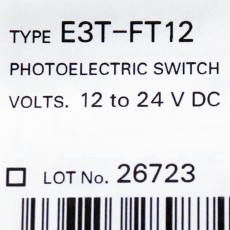 TYPE E3T-FT12
PHOTOELECTRIC SWITCH
VOLTS. 12 to 24 V DC
LOT No. 26723